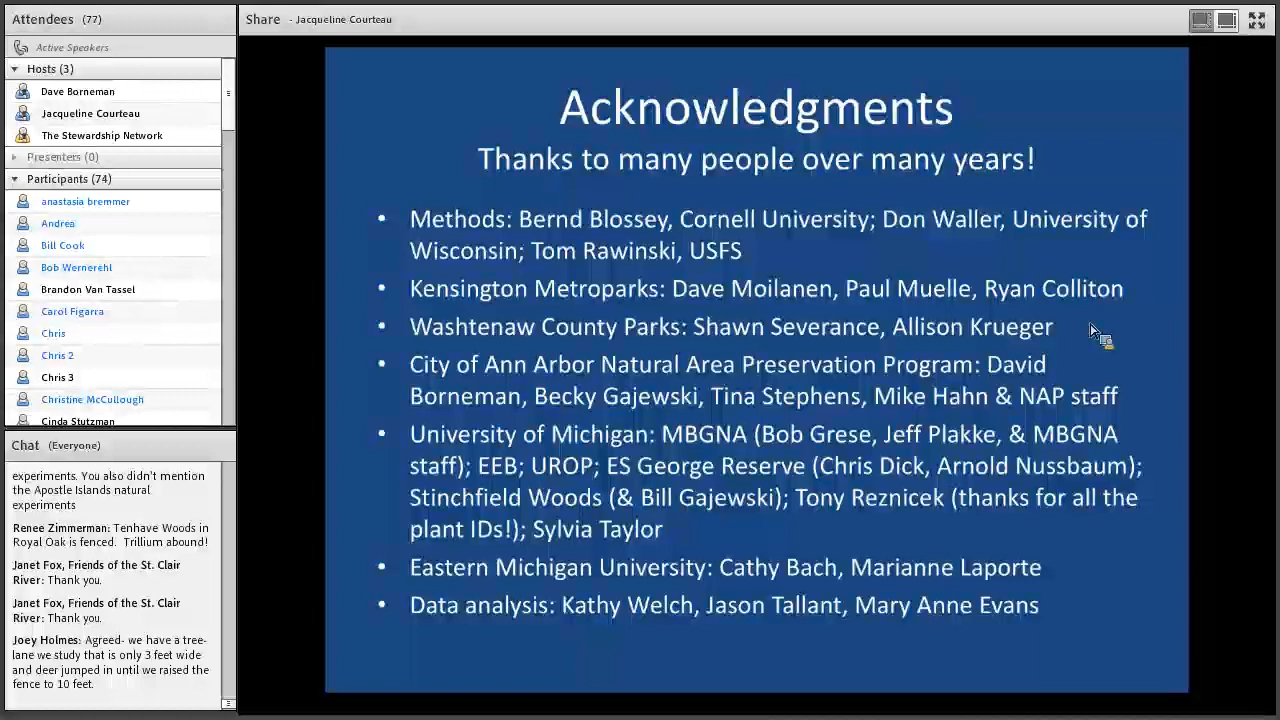 Attendees (77)
Active Speakers
Hosts (3)
Dave Borneman
Jacqueline Courteau
The Stewardship Network
Presenters (0)
Participants (74)
anastasia bremmer
Andrea
Bill Cook
Bob Wernerehl
Brandon Van Tassel
Carol Figarra
Chris
Chris 2
Chris 3
Christine McCullough
Cinda Stutzman
Chat (Everyone)
experiments. You also didn't mention
the Apostle Islands natural
experiments
Renee Zimmerman: Tenhave Woods in
Royal Oak is fenced. Trillium abound!
Janet Fox, Friends of the St. Clair
River: Thank you.
Janet Fox, Friends of the St. Clair
River: Thank you.
Joey Holmes: Agreed- we have a tree-
lane we study that is only 3 feet wide
and deer jumped in until we raised the
fence to 10 feet.
Share - Jacqueline Courteau
Acknowledgments
Thanks to many people over many years!
• Methods: Bernd Blossey, Cornell University; Don Waller, University of
Wisconsin; Tom Rawinski, USFS
• Kensington Metroparks: Dave Moilanen, Paul Muelle, Ryan Colliton
• Washtenaw County Parks: Shawn Severance, Allison Krueger
• City of Ann Arbor Natural Area Preservation Program: David
Borneman, Becky Gajewski, Tina Stephens, Mike Hahn & NAP staff
• University of Michigan: MBGNA (Bob Grese, Jeff Plakke, & MBGNA
staff); EEB; UROP; ES George Reserve (Chris Dick, Arnold Nussbaum);
Stinchfield Woods (& Bill Gajewski); Tony Reznicek (thanks for all the
plant IDs!); Sylvia Taylor
• Eastern Michigan University: Cathy Bach, Marianne Laporte
• Data analysis: Kathy Welch, Jason Tallant, Mary Anne Evans